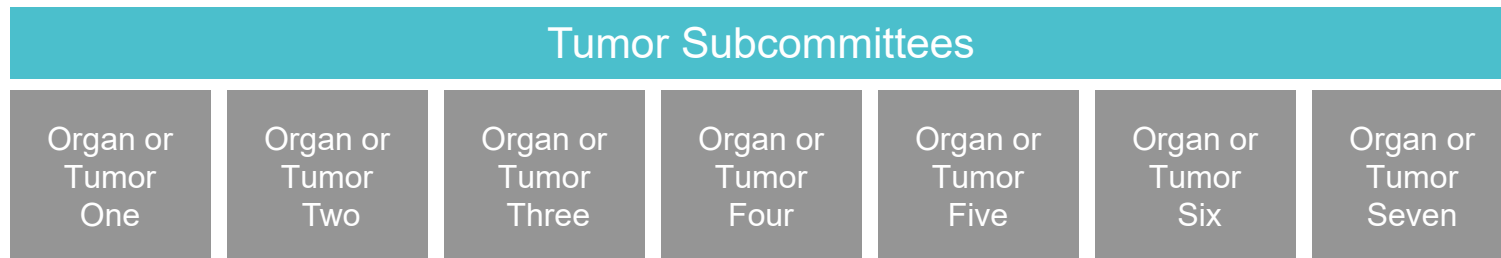 Tumor Subcommittees
Organ or
Tumor
One
Organ or
Tumor
Two
Organ or
Tumor
Three
Organ or
Tumor
Four
Organ or
Tumor
Five
Organ or
Tumor
Six
Organ or
Tumor
Seven